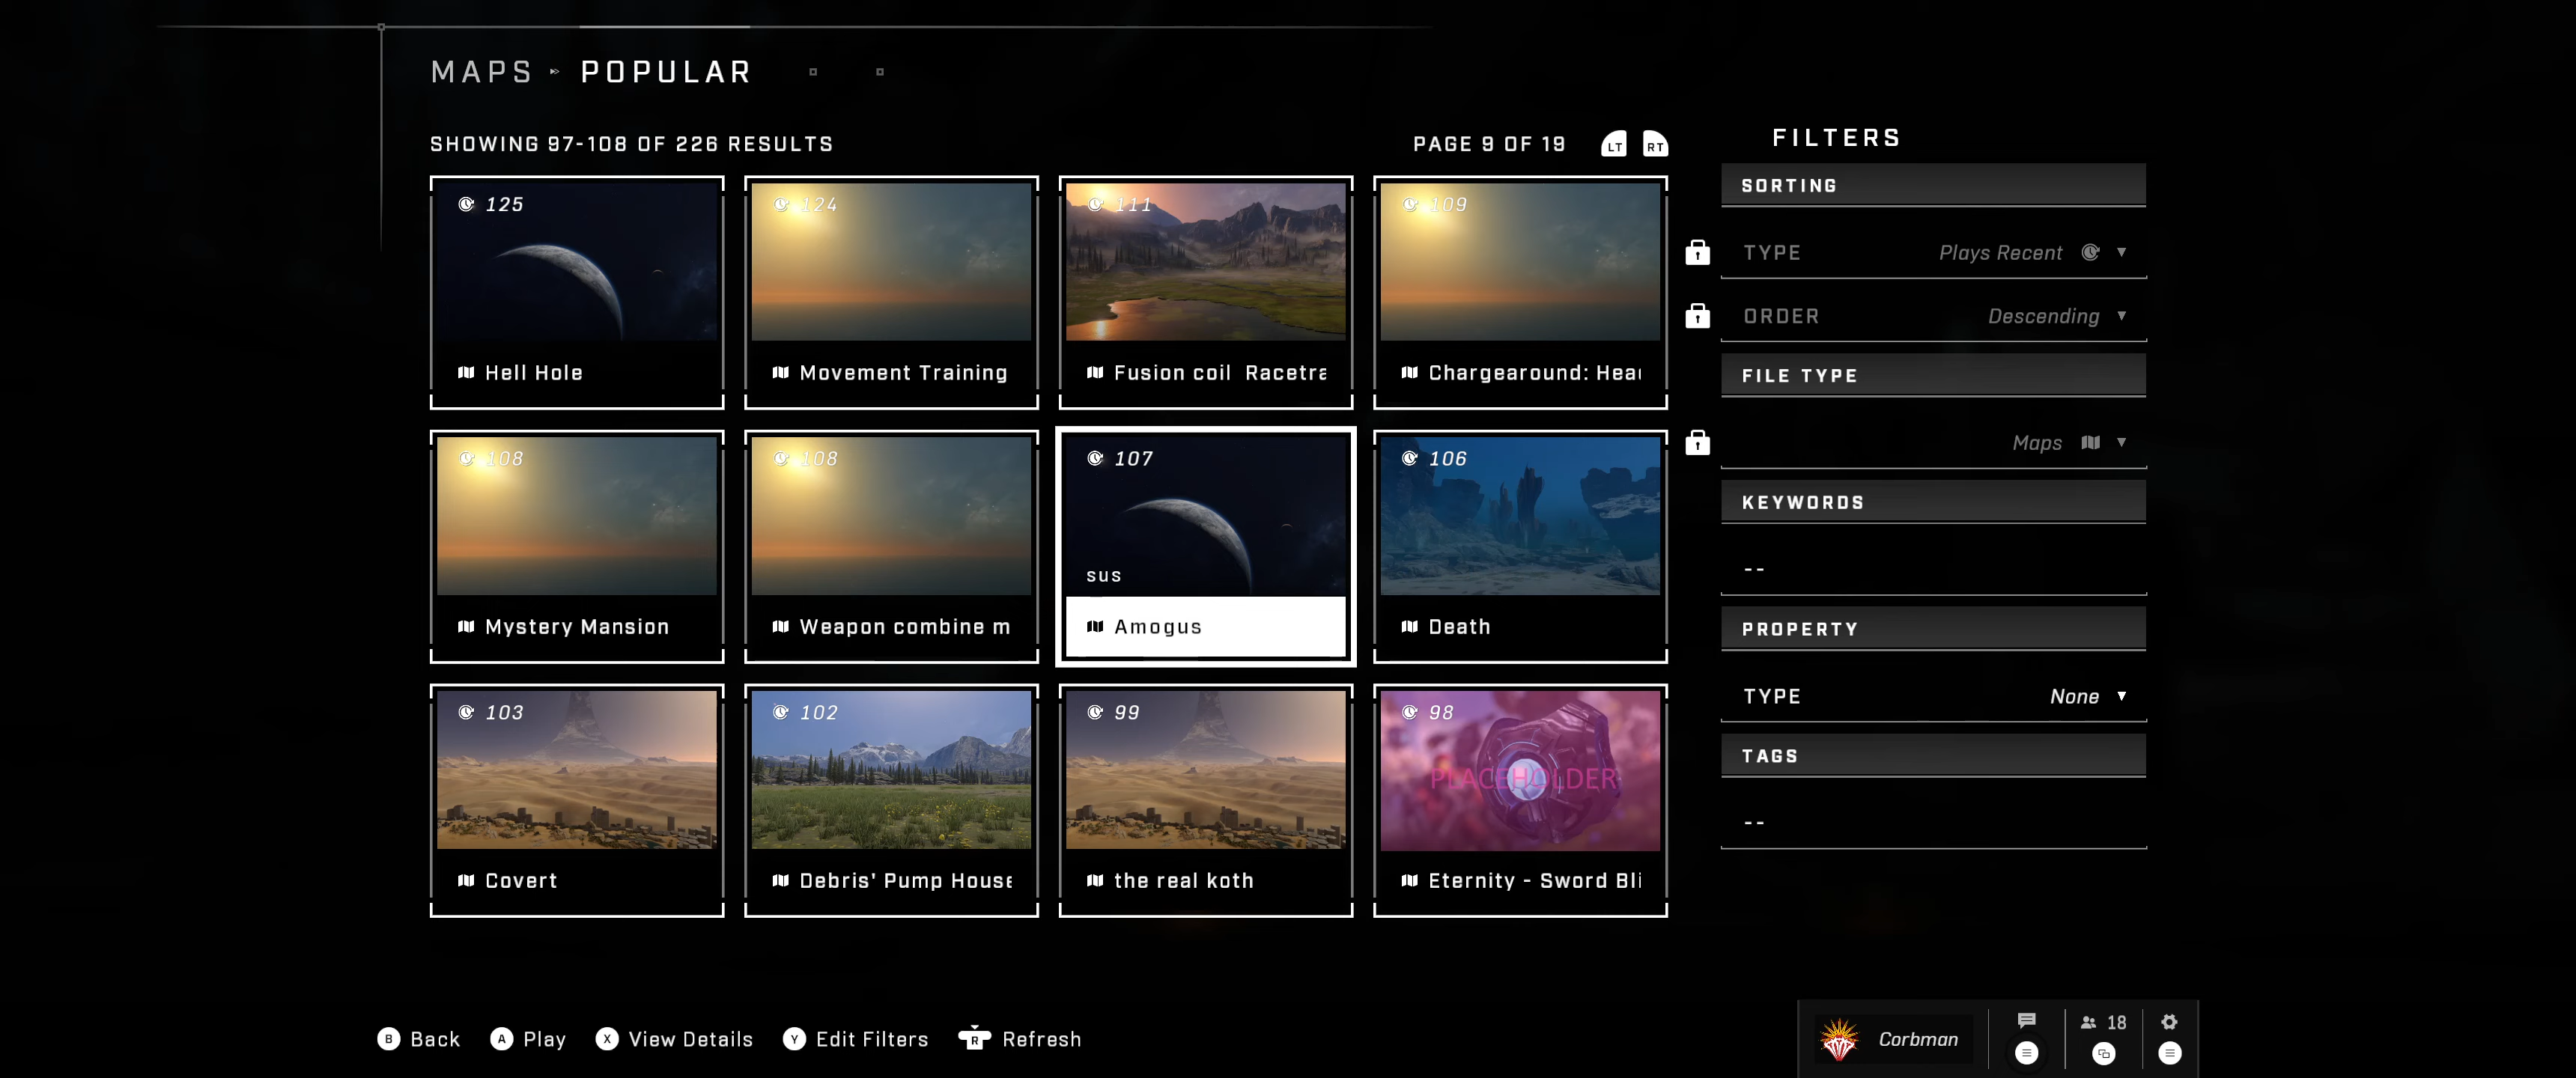 MAPS POPULAR
SHOWING 97-108 OF 226 RESULTS
PAGE 9 OF 19 LT RT
125
Hell Hole
124
Movement Training
111
Fusion coil Racetra
109
Chargearound: Hea
108
Mystery Mansion
108
Weapon combine m
107
sus
Amogus
106
Death
103
Covert
102
Debris' Pump House
99
the real koth
98
PLACEHOLDER
Eternity - Sword Bli
FILTERS
SORTING
TYPE Plays Recent
ORDER Descending
FILE TYPE
Maps
KEYWORDS
--
PROPERTY
TYPE None
TAGS
--
B Back A Play X View Details Y Edit Filters R Refresh
Corbman 18